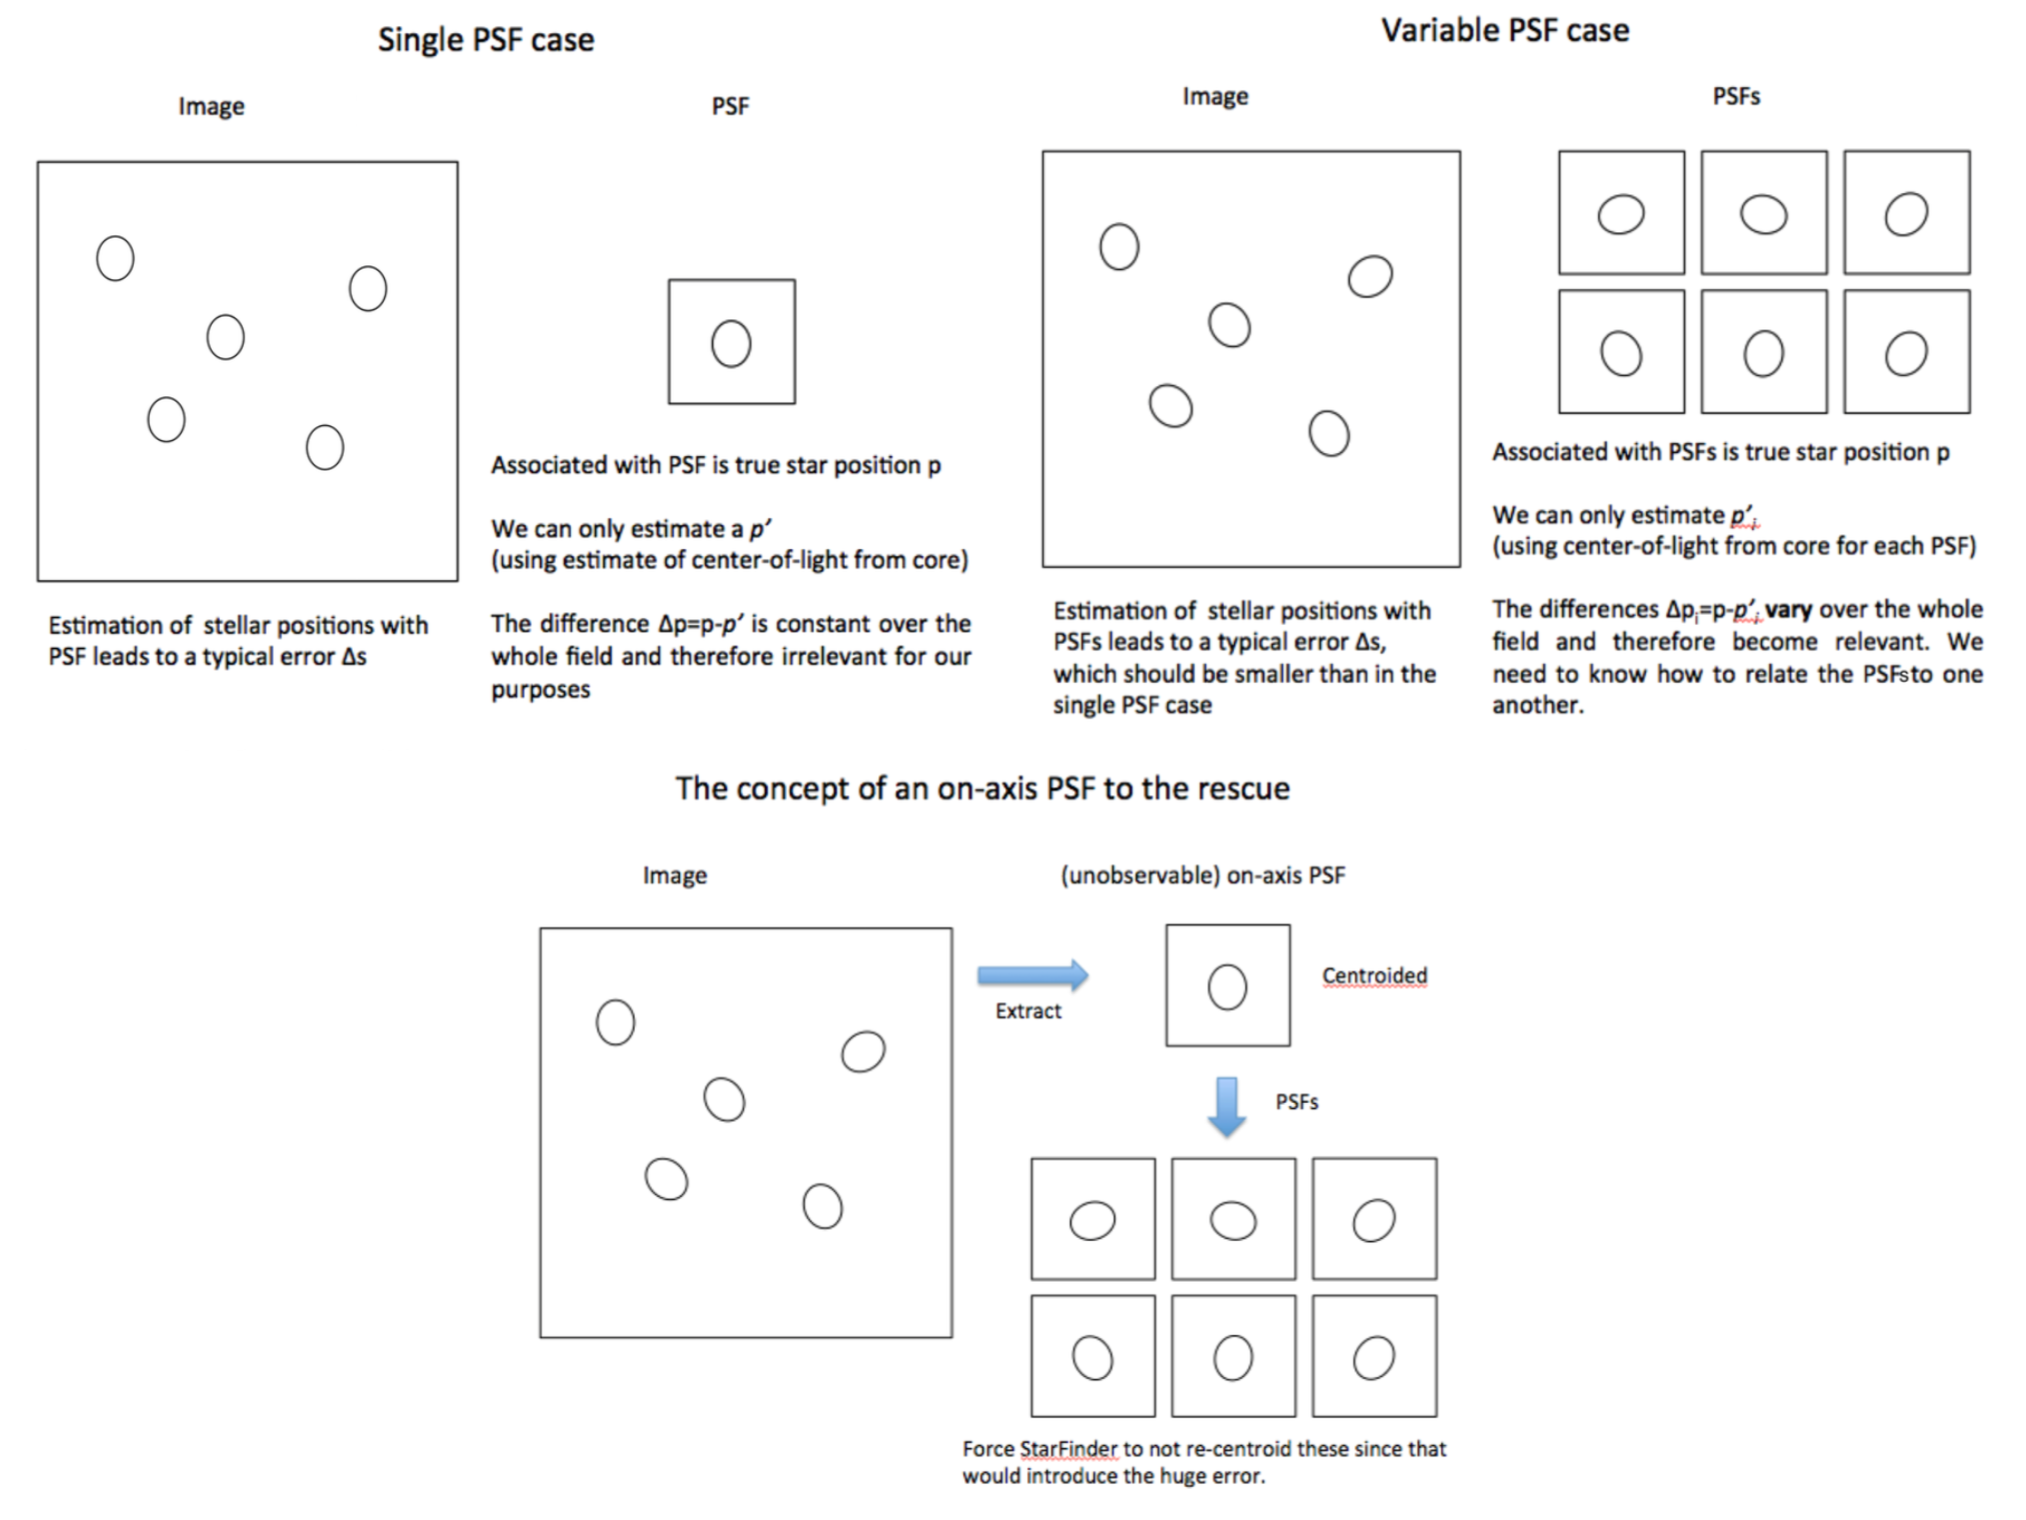 Single PSF case
Image
PSF
Associated with PSF is true star position p
We can only estimate a p’
(using estimate of center-of-light from core)
The difference Δp=p-p’ is constant over the
whole field and therefore irrelevant for our
purposes
Estimation of stellar positions with
PSF leads to a typical error Δs
Variable PSF case
Image
PSFs
Associated with PSFs is true star position p
We can only estimate p’i
(using center-of-light from core for each PSF)
The differences Δpi=p-p’i vary over the whole
field and therefore become relevant. We
need to know how to relate the PSFsto one
another.
Estimation of stellar positions with
PSFs leads to a typical error Δs,
which should be smaller than in the
single PSF case
The concept of an on-axis PSF to the rescue
Image
(unobservable) on-axis PSF
Extract
Centroided
PSFs
Force StarFinder to not re-centroid these since that
would introduce the huge error.